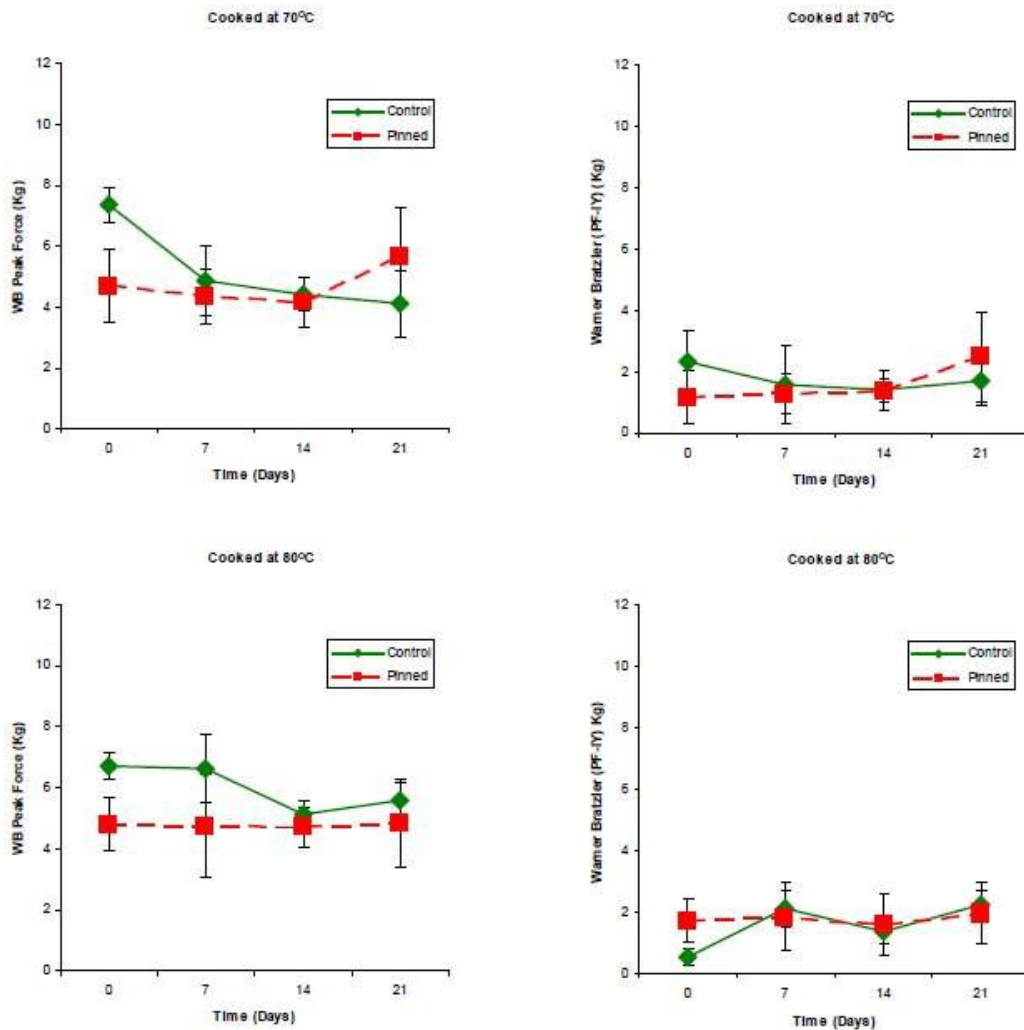 Cooked at 70°C
12
10
8
6
4
2
0
WB Peak Force (Kg)
Control
Pinned
0 7 14 21
Time (Days)
Cooked at 70°C
12
10
8
6
4
2
0
Warner Bratzler (PF-IY) (Kg)
Control
Pinned
0 7 14 21
Time (Days)
Cooked at 80°C
12
10
8
6
4
2
0
WB Peak Force (Kg)
Control
Pinned
0 7 14 21
Time (Days)
Cooked at 80°C
12
10
8
6
4
2
0
Warner Bratzler (PF-IY) Kg)
Control
Pinned
0 7 14 21
Time (Days)